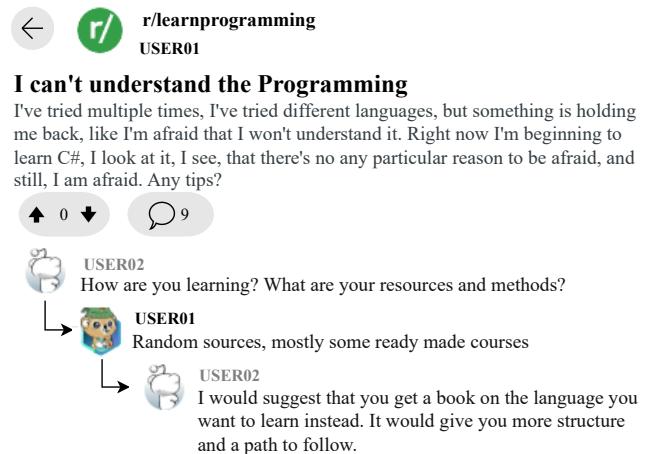 r/
r/learnprogramming
USER01
I can't understand the Programming
I've tried multiple times, I've tried different languages, but something is holding
me back, like I'm afraid that I won't understand it. Right now I'm beginning to
learn C#, I look at it, I see, that there's no any particular reason to be afraid, and
still, I am afraid. Any tips?
0
9
USER02
How are you learning? What are your resources and methods?
USER01
Random sources, mostly some ready made courses
USER02
I would suggest that you get a book on the language you
want to learn instead. It would give you more structure
and a path to follow.